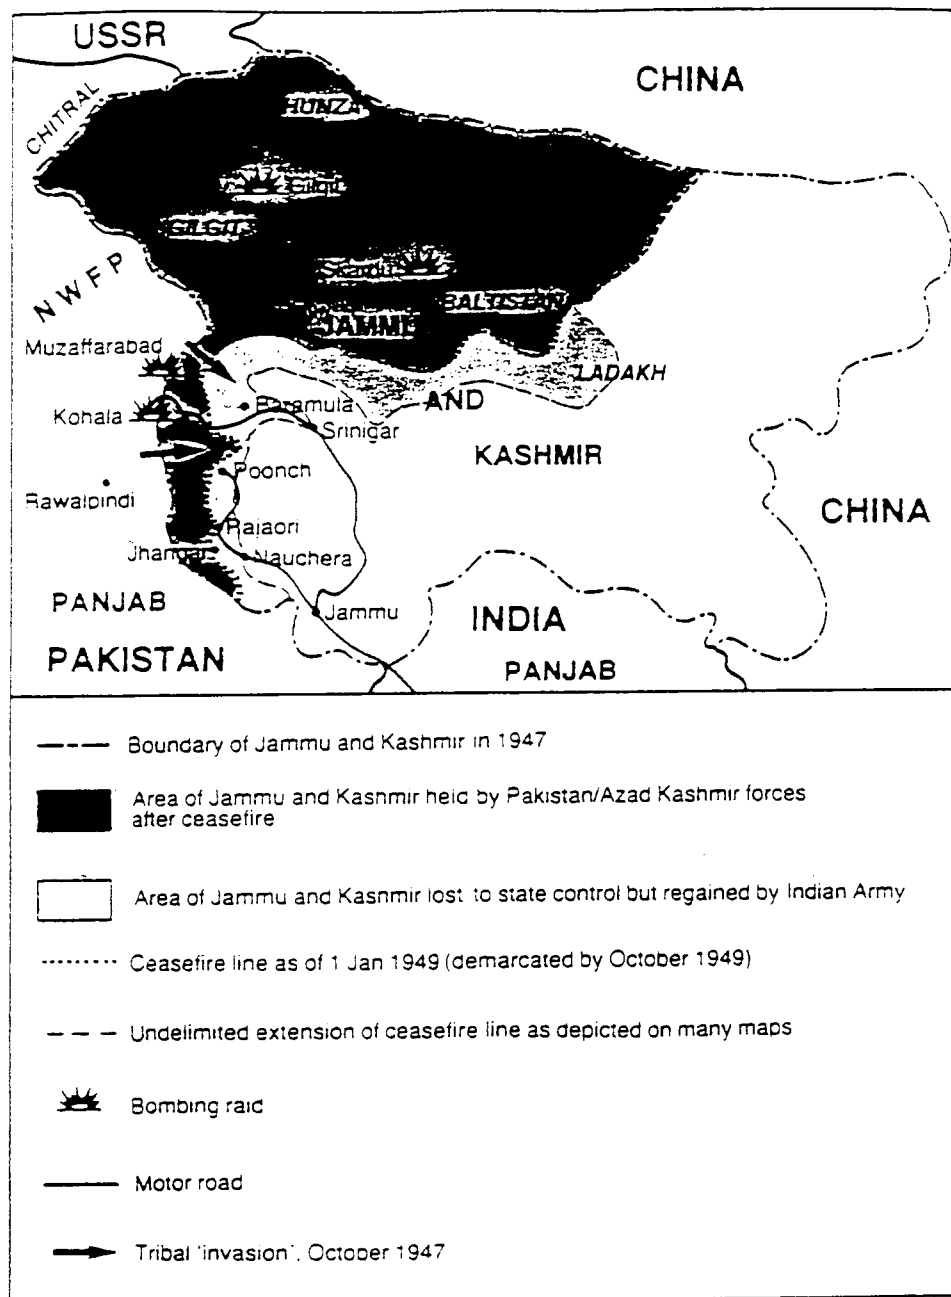 USSR
CHINA
CHITRAL
HUNZA
Gilgit
GILGIT
N W F P
Skardu
BALTISTAN
JAMMU
Muzaffarabad
LADAKH
Baramula
AND
Kohala
Srinigar
KASHMIR
Poonch
Rawalpindi
CHINA
Rajaori
Jhangar
Nauchera
PANJAB
Jammu
INDIA
PAKISTAN
PANJAB
Boundary of Jammu and Kashmir in 1947
Area of Jammu and Kashmir held by Pakistan/Azad Kashmir forces
after ceasefire
Area of Jammu and Kashmir lost to state control but regained by Indian Army
Ceasefire line as of 1 Jan 1949 (demarcated by October 1949)
Undelimited extension of ceasefire line as depicted on many maps
Bombing raid
Motor road
Tribal 'invasion', October 1947